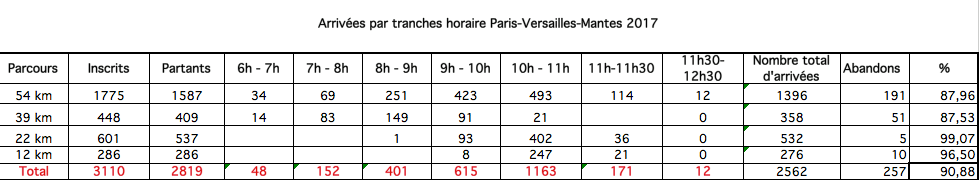 Arrivées par tranches horaire Paris-Versailles-Mantes 2017
Parcours Inscrits Partants 6h - 7h 7h - 8h 8h - 9h 9h - 10h 10h - 11h 11h-11h30 11h30-12h30 Nombre total d'arrivées Abandons %
54 km 1775 1587 34 69 251 423 493 114 12 1396 191 87,96
39 km 448 409 14 83 149 91 21 0 358 51 87,53
22 km 601 537 1 93 402 36 0 532 5 99,07
12 km 286 286 8 247 21 0 276 10 96,50
Total 3110 2819 48 152 401 615 1163 171 12 2562 257 90,88